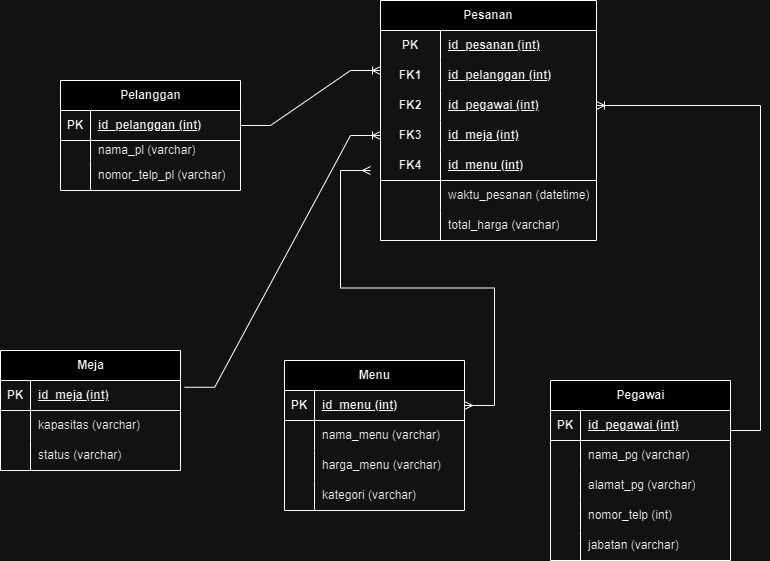 Pesanan
PK id_pesanan (int)
FK1 id_pelanggan (int)
FK2 id_pegawai (int)
FK3 id_meja (int)
FK4 id_menu (int)
waktu_pesanan (datetime)
total_harga (varchar)
Pelanggan
PK id_pelanggan (int)
nama_pl (varchar)
nomor_telp_pl (varchar)
Meja
PK id_meja (int)
kapasitas (varchar)
status (varchar)
Menu
PK id_menu (int)
nama_menu (varchar)
harga_menu (varchar)
kategori (varchar)
Pegawai
PK id_pegawai (int)
nama_pg (varchar)
alamat_pg (varchar)
nomor_telp (int)
jabatan (varchar)